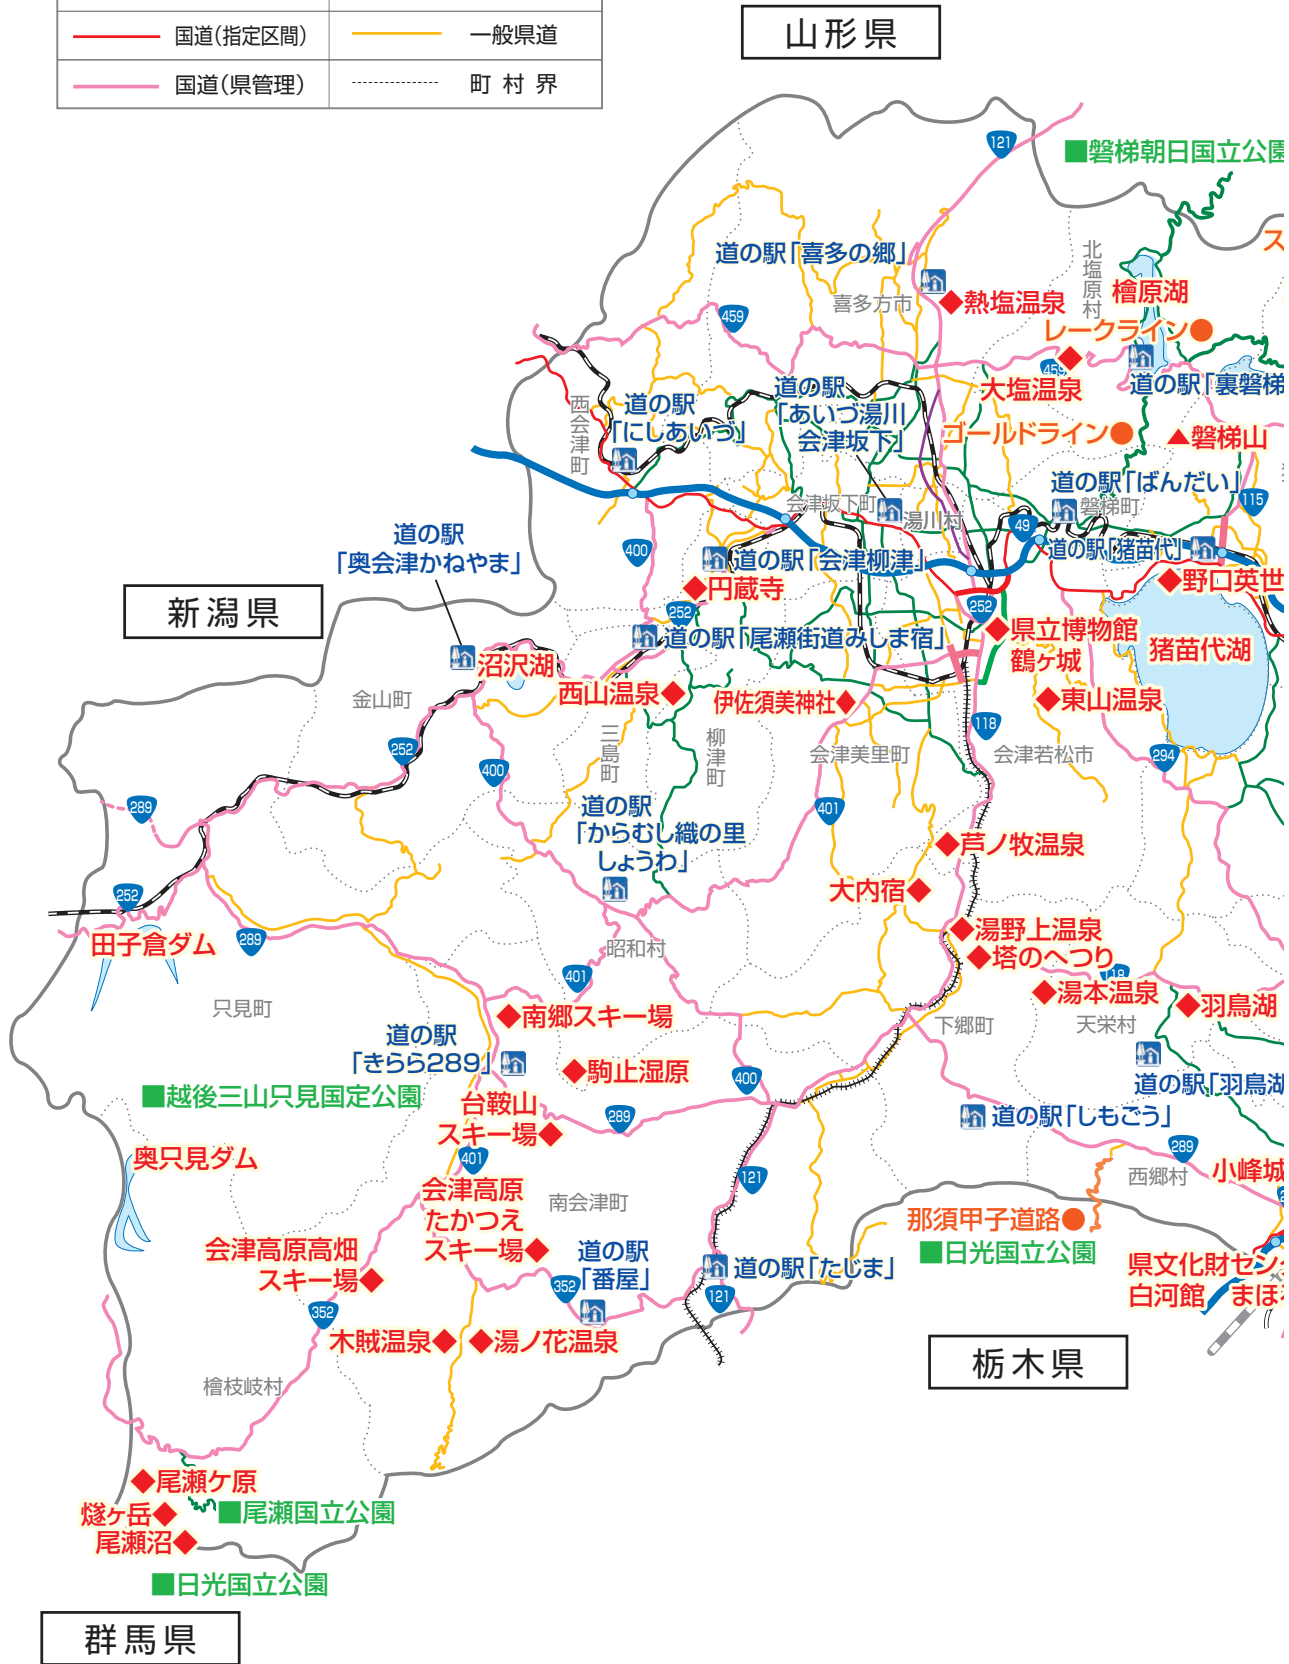 国道(指定区間)
一般県道
国道(県管理)
町村界
山形県
121
■磐梯朝日国立公園
道の駅「喜多の郷」
北塩原村
喜多方市
◆熱塩温泉
檜原湖
459
レークライン●
459
大塩温泉
道の駅「裏磐梯
道の駅
「にしあいづ」
西会津町
道の駅
「あいづ湯川
会津坂下」
ゴールドライン●
▲磐梯山
道の駅「ばんだい」
115
会津坂下町
湯川村
磐梯町
49
道の駅「猪苗代」
道の駅
「奥会津かねやま」
400
道の駅「会津柳津」
◆円蔵寺
◆野口英世
新潟県
252
252
道の駅「尾瀬街道みしま宿」
◆県立博物館
鶴ヶ城
猪苗代湖
沼沢湖
金山町
西山温泉◆
伊佐須美神社◆
◆東山温泉
三島町
柳津町
118
会津美里町
会津若松市
294
252
400
289
道の駅
「からむし織の里
しょうわ」
401
◆芦ノ牧温泉
大内宿◆
252
田子倉ダム
289
昭和村
◆湯野上温泉
◆塔のへつり
118
401
◆湯本温泉
◆羽鳥湖
只見町
◆南郷スキー場
下郷町
天栄村
道の駅
「きらら289」
◆駒止湿原
400
道の駅「羽鳥湖
■越後三山只見国定公園
台鞍山
スキー場◆
289
道の駅「しもごう」
289
奥只見ダム
401
121
西郷村
小峰城
会津高原
たかつえ
スキー場◆
南会津町
那須甲子道路●
■日光国立公園
会津高原高畑
スキー場◆
道の駅
「番屋」
352
道の駅「たじま」
121
県文化財セン
白河館
352
木賊温泉◆
◆湯ノ花温泉
栃木県
檜枝岐村
◆尾瀬ケ原
燧ヶ岳◆
■尾瀬国立公園
尾瀬沼◆
■日光国立公園
群馬県